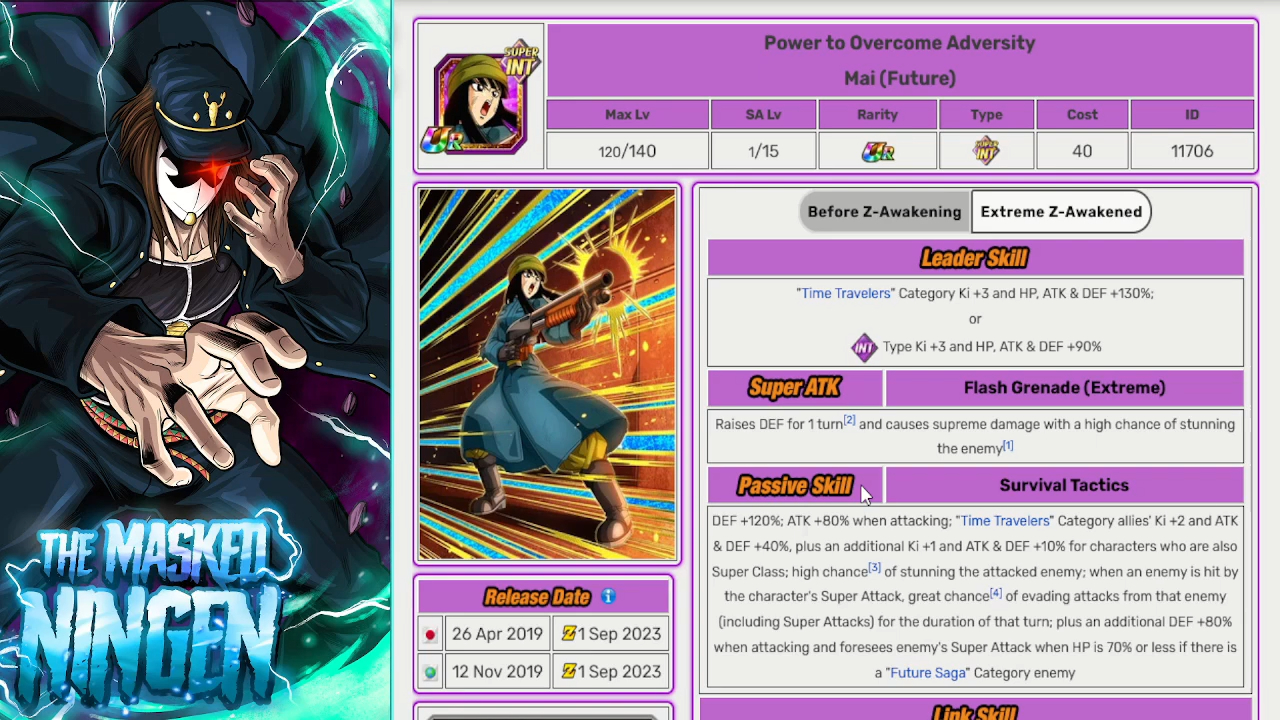 THE MASKED
NINGEN
SUPER
INT
UR
Power to Overcome Adversity
Mai (Future)
Max Lv SA Lv Rarity Type Cost ID
120/140 1/15 UR SUPER INT 40 11706
Before Z-Awakening Extreme Z-Awakened
Leader Skill
"Time Travelers" Category Ki +3 and HP, ATK & DEF +130%;
or
INT Type Ki +3 and HP, ATK & DEF +90%
Super ATK Flash Grenade (Extreme)
Raises DEF for 1 turn[2] and causes supreme damage with a high chance of stunning
the enemy[1]
Passive Skill Survival Tactics
DEF +120%; ATK +80% when attacking; "Time Travelers" Category allies' Ki +2 and ATK
& DEF +40%, plus an additional Ki +1 and ATK & DEF +10% for characters who are also
Super Class; high chance[3] of stunning the attacked enemy; when an enemy is hit by
the character's Super Attack, great chance[4] of evading attacks from that enemy
(including Super Attacks) for the duration of that turn; plus an additional DEF +80%
when attacking and foresees enemy's Super Attack when HP is 70% or less if there is
a "Future Saga" Category enemy
Link Skill
Release Date i
26 Apr 2019 Z 1 Sep 2023
12 Nov 2019 Z 1 Sep 2023